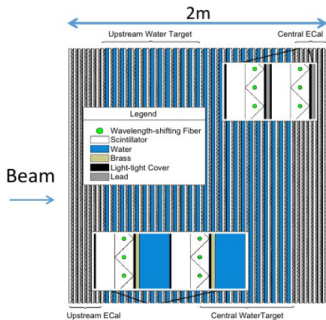 2m
Upstream Water Target
Central ECal
Legend
Wavelength-shifting Fiber
Scintillator
Water
Brass
Light-tight Cover
Lead
Beam
Upstream ECal
Central WaterTarget